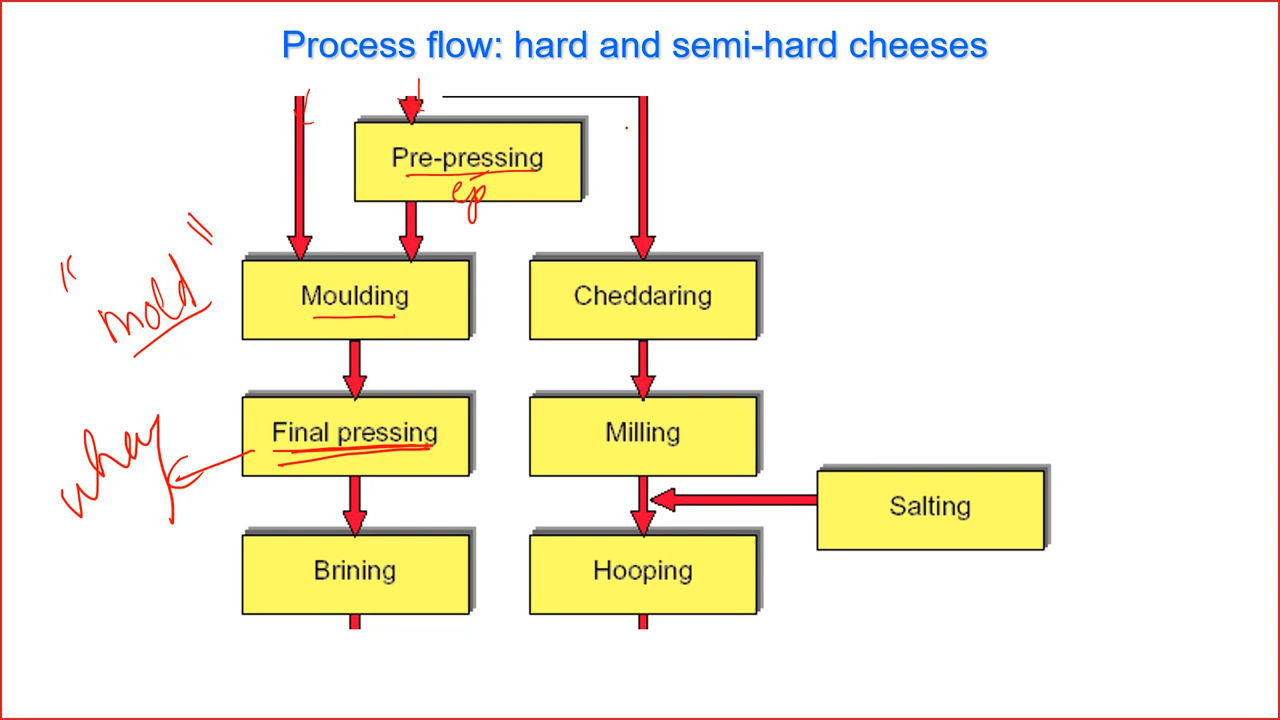 Process flow: hard and semi-hard cheeses
Pre-pressing
Moulding
Cheddaring
"mold"
Final pressing
Milling
whey
Salting
Brining
Hooping